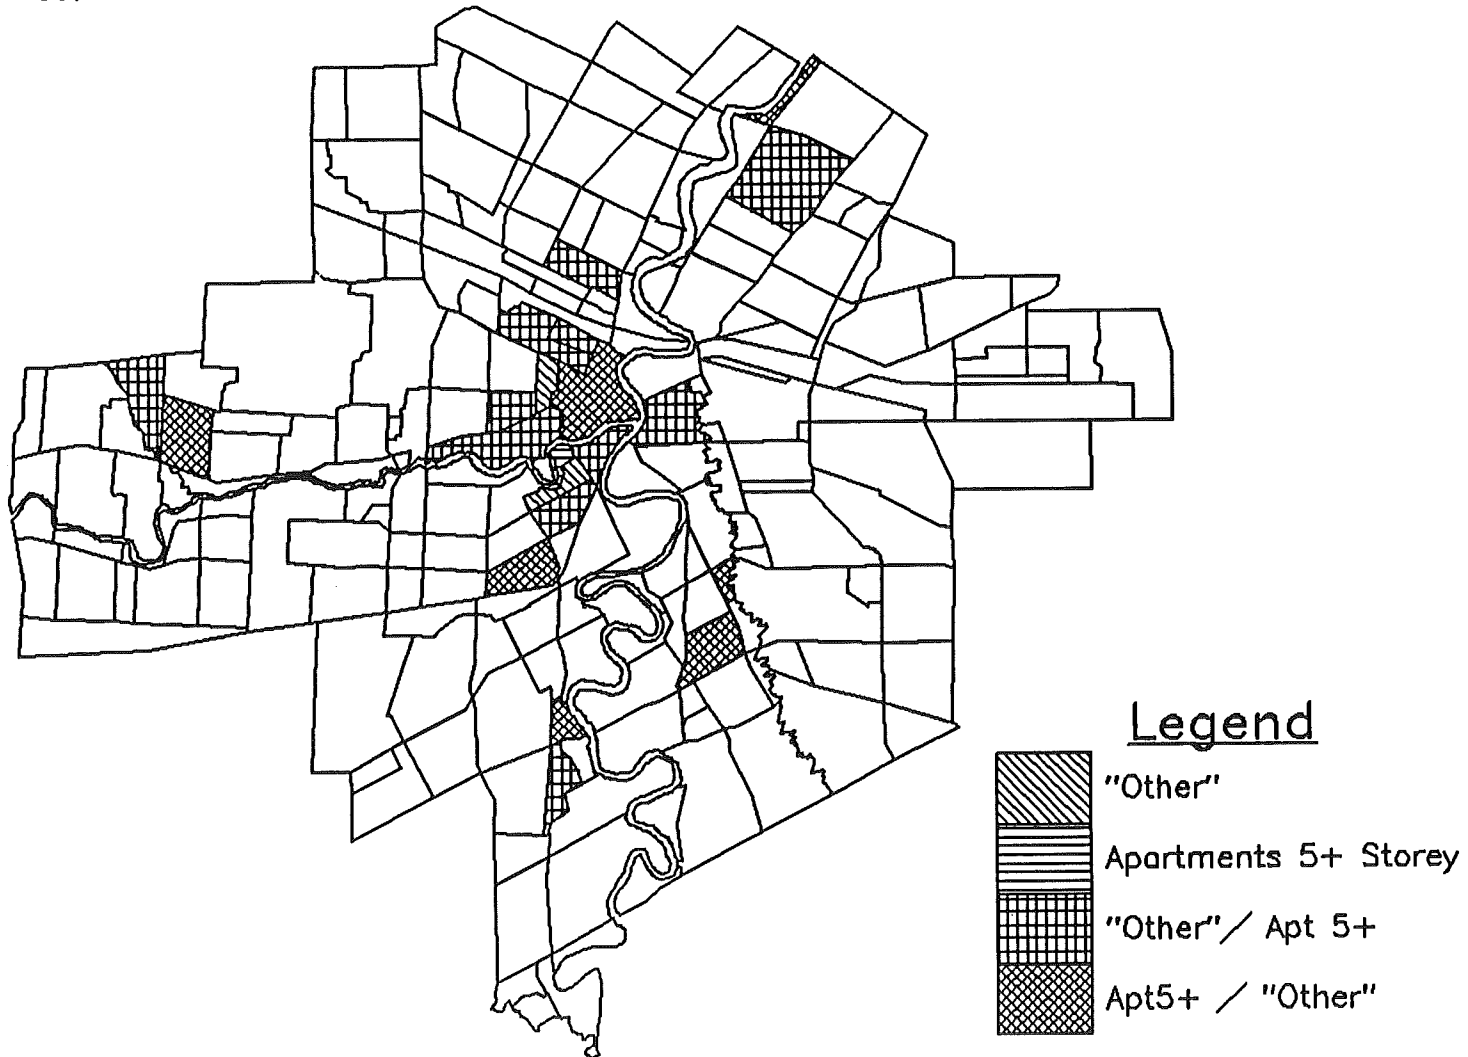 Legend
"Other"
Apartments 5+ Storey
"Other" / Apt 5+
Apt5+ / "Other"